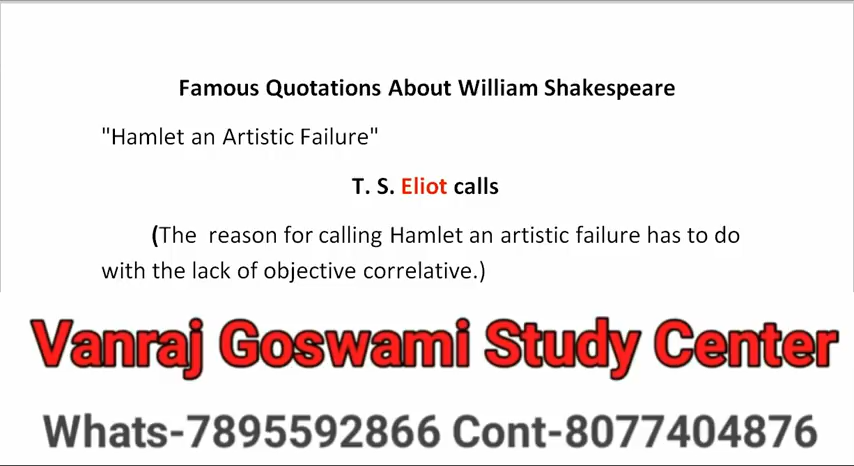 Famous Quotations About William Shakespeare
"Hamlet an Artistic Failure"
T. S. Eliot calls
(The reason for calling Hamlet an artistic failure has to do
with the lack of objective correlative.)
Vanraj Goswami Study Center
Whats-7895592866 Cont-8077404876